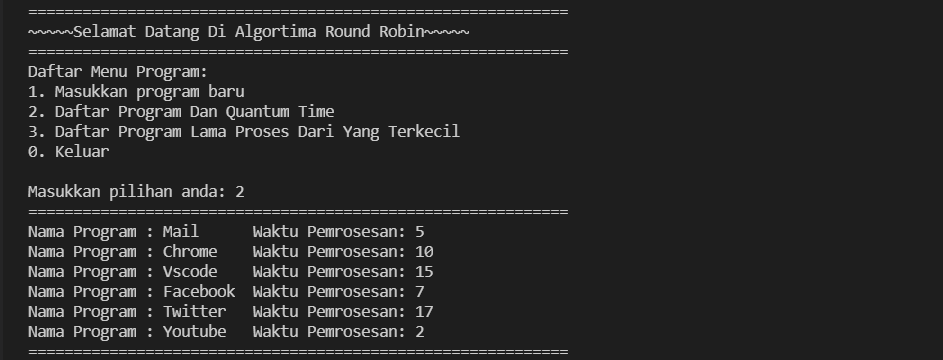 ============================================================
~~~~~Selamat Datang Di Algortima Round Robin~~~~~
============================================================
Daftar Menu Program:
1. Masukkan program baru
2. Daftar Program Dan Quantum Time
3. Daftar Program Lama Proses Dari Yang Terkecil
0. Keluar

Masukkan pilihan anda: 2
============================================================
Nama Program : Mail      Waktu Pemrosesan: 5
Nama Program : Chrome    Waktu Pemrosesan: 10
Nama Program : Vscode    Waktu Pemrosesan: 15
Nama Program : Facebook  Waktu Pemrosesan: 7
Nama Program : Twitter   Waktu Pemrosesan: 17
Nama Program : Youtube   Waktu Pemrosesan: 2
============================================================